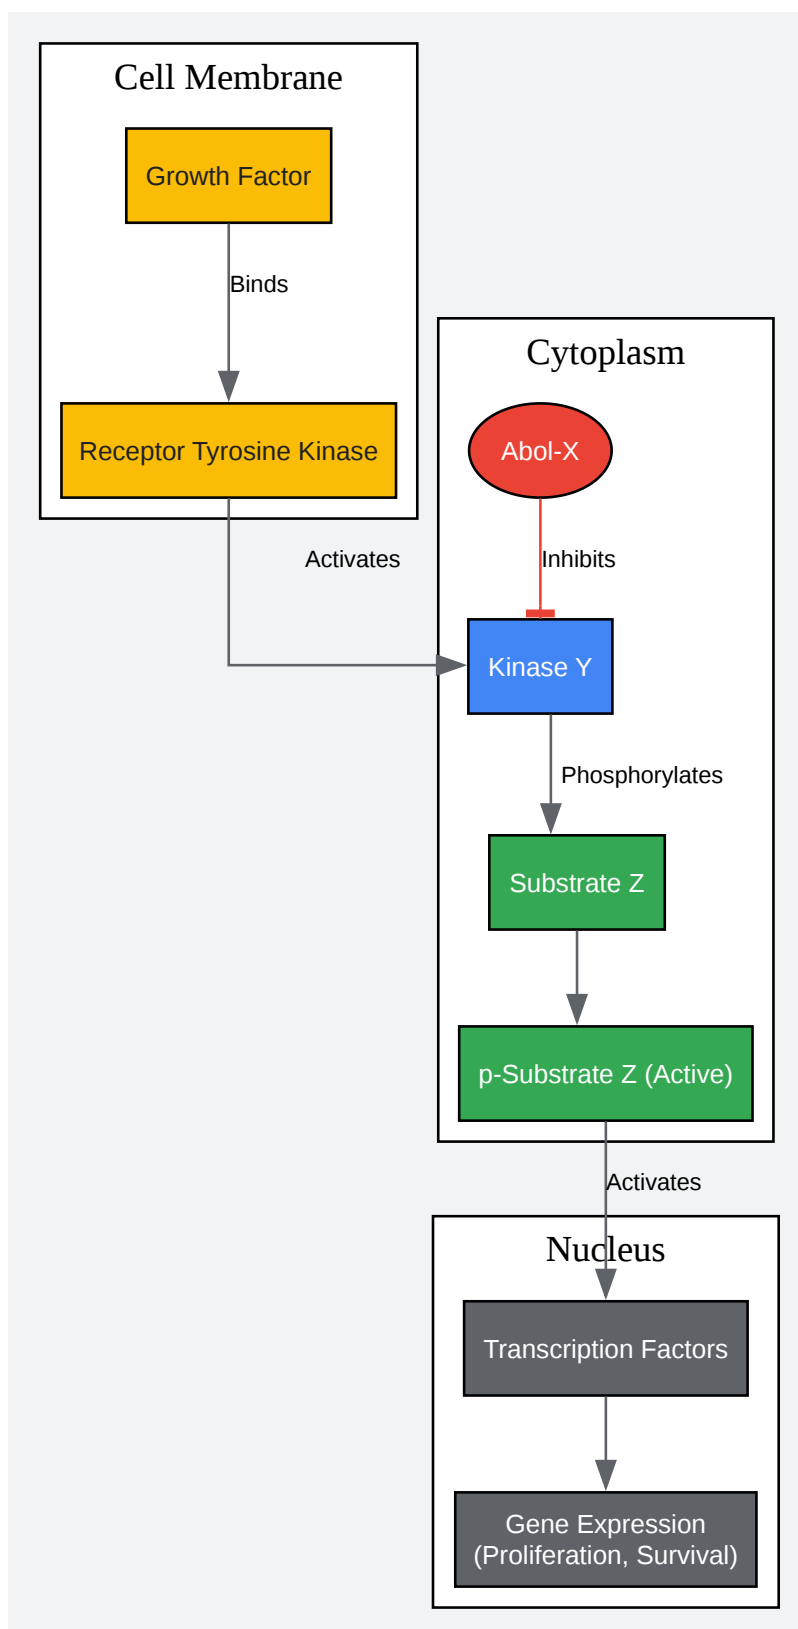 Cell Membrane
Growth Factor
Binds
Receptor Tyrosine Kinase
Activates
Cytoplasm
Abol-X
Inhibits
Kinase Y
Phosphorylates
Substrate Z
p-Substrate Z (Active)
Activates
Nucleus
Transcription Factors
Gene Expression
(Proliferation, Survival)